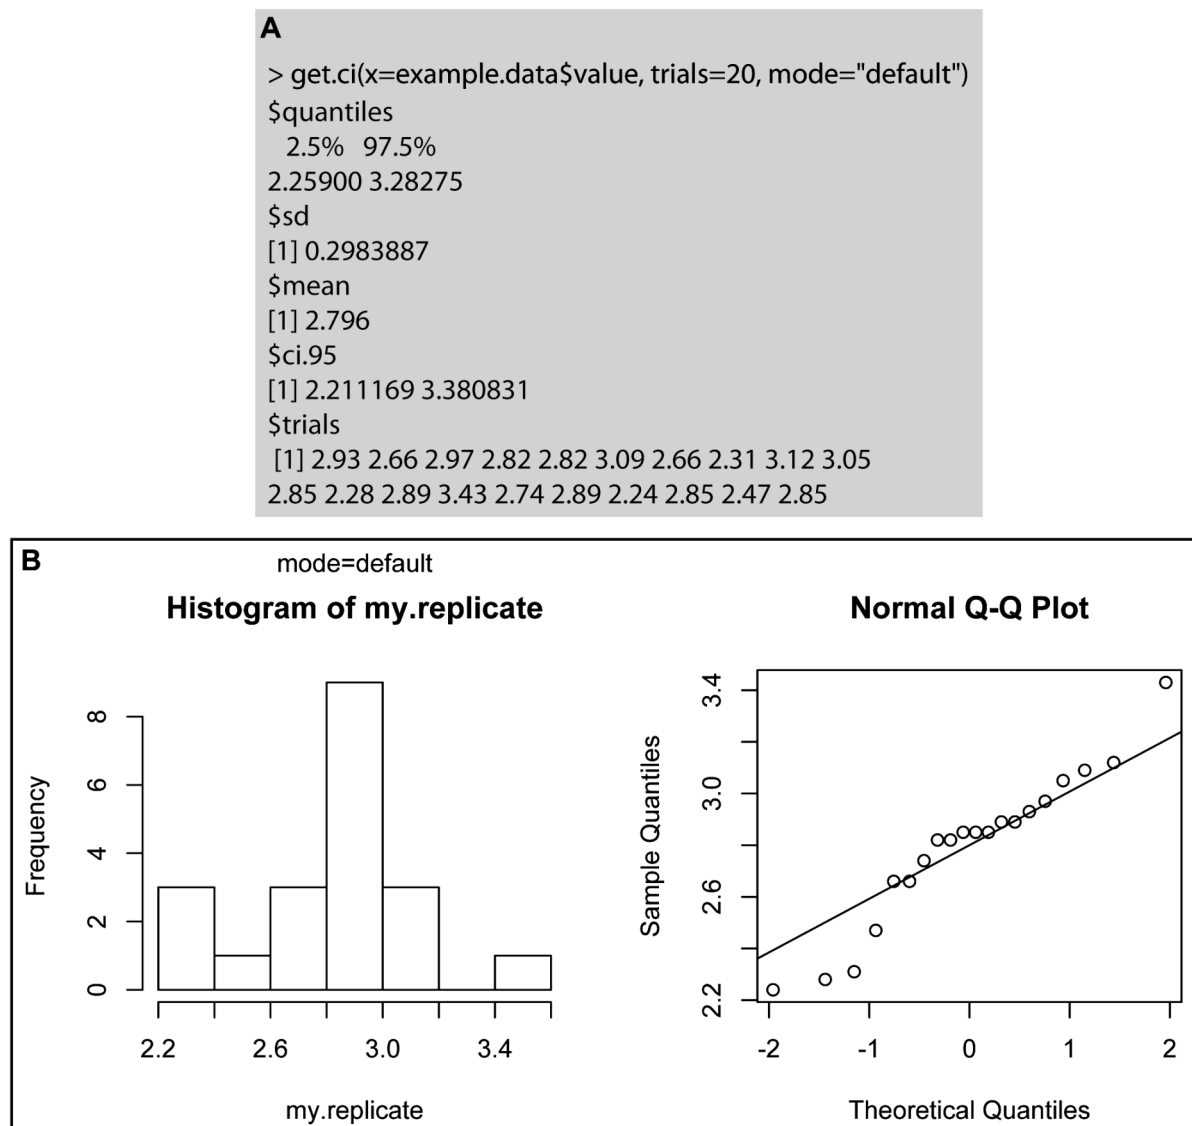 A
> get.ci(x=example.data$value, trials=20, mode="default")
$quantiles
2.5% 97.5%
2.25900 3.28275
$sd
[1] 0.2983887
$mean
[1] 2.796
$ci.95
[1] 2.211169 3.380831
$trials
[1] 2.93 2.66 2.97 2.82 2.82 3.09 2.66 2.31 3.12 3.05
2.85 2.28 2.89 3.43 2.74 2.89 2.24 2.85 2.47 2.85
B
mode=default
Histogram of my.replicate
Frequency
0 2 4 6 8
2.2 2.6 3.0 3.4
my.replicate
Normal Q-Q Plot
Sample Quantiles
2.2 2.6 3.0 3.4
-2 -1 0 1 2
Theoretical Quantiles